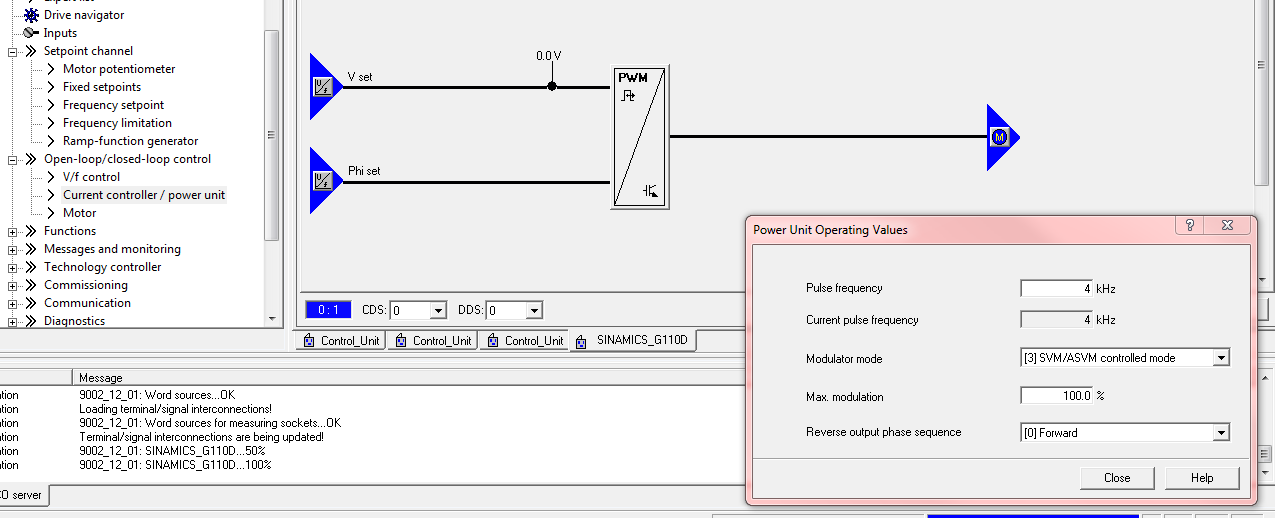 Drive navigator
Inputs
Setpoint channel
Motor potentiometer
Fixed setpoints
Frequency setpoint
Frequency limitation
Ramp-function generator
Open-loop/closed-loop control
V/f control
Current controller / power unit
Motor
Functions
Messages and monitoring
Technology controller
Commissioning
Communication
Diagnostics
0.0 V
V set
PWM
Phi set
M
0 : 1
CDS: 0
DDS: 0
Control_Unit
Control_Unit
Control_Unit
SINAMICS_G110D
Message
9002_12_01: Word sources...OK
Loading terminal/signal interconnections!
9002_12_01: Word sources for measuring sockets...OK
Terminal/signal interconnections are being updated!
9002_12_01: SINAMICS_G110D...50%
9002_12_01: SINAMICS_G110D...100%
CO server
Power Unit Operating Values
Pulse frequency 4 kHz
Current pulse frequency 4 kHz
Modulator mode [3] SVM/ASVM controlled mode
Max. modulation 100.0 %
Reverse output phase sequence [0] Forward
Close Help